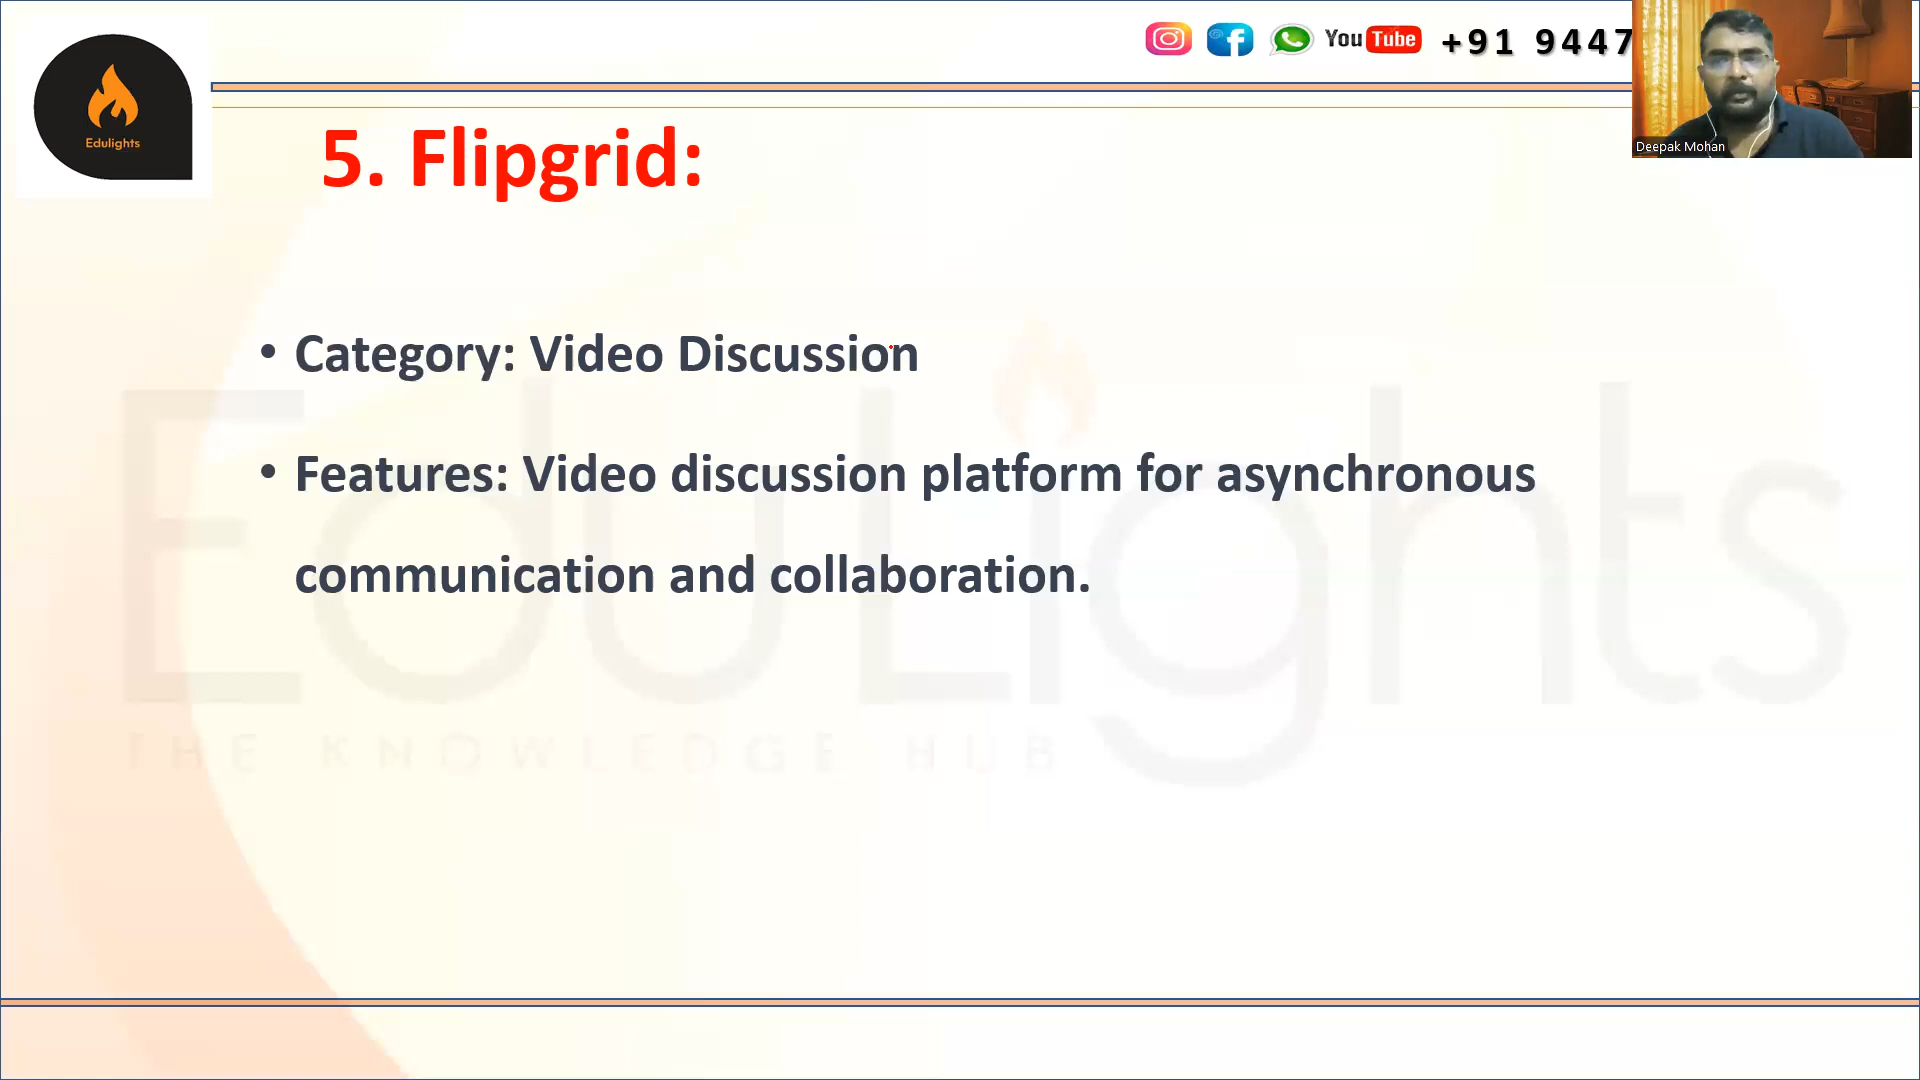 Edulights
You Tube +91 9447
Deepak Mohan
5. Flipgrid:
• Category: Video Discussion
• Features: Video discussion platform for asynchronous
communication and collaboration.
EduLights
THE KNOWLEDGE HUB